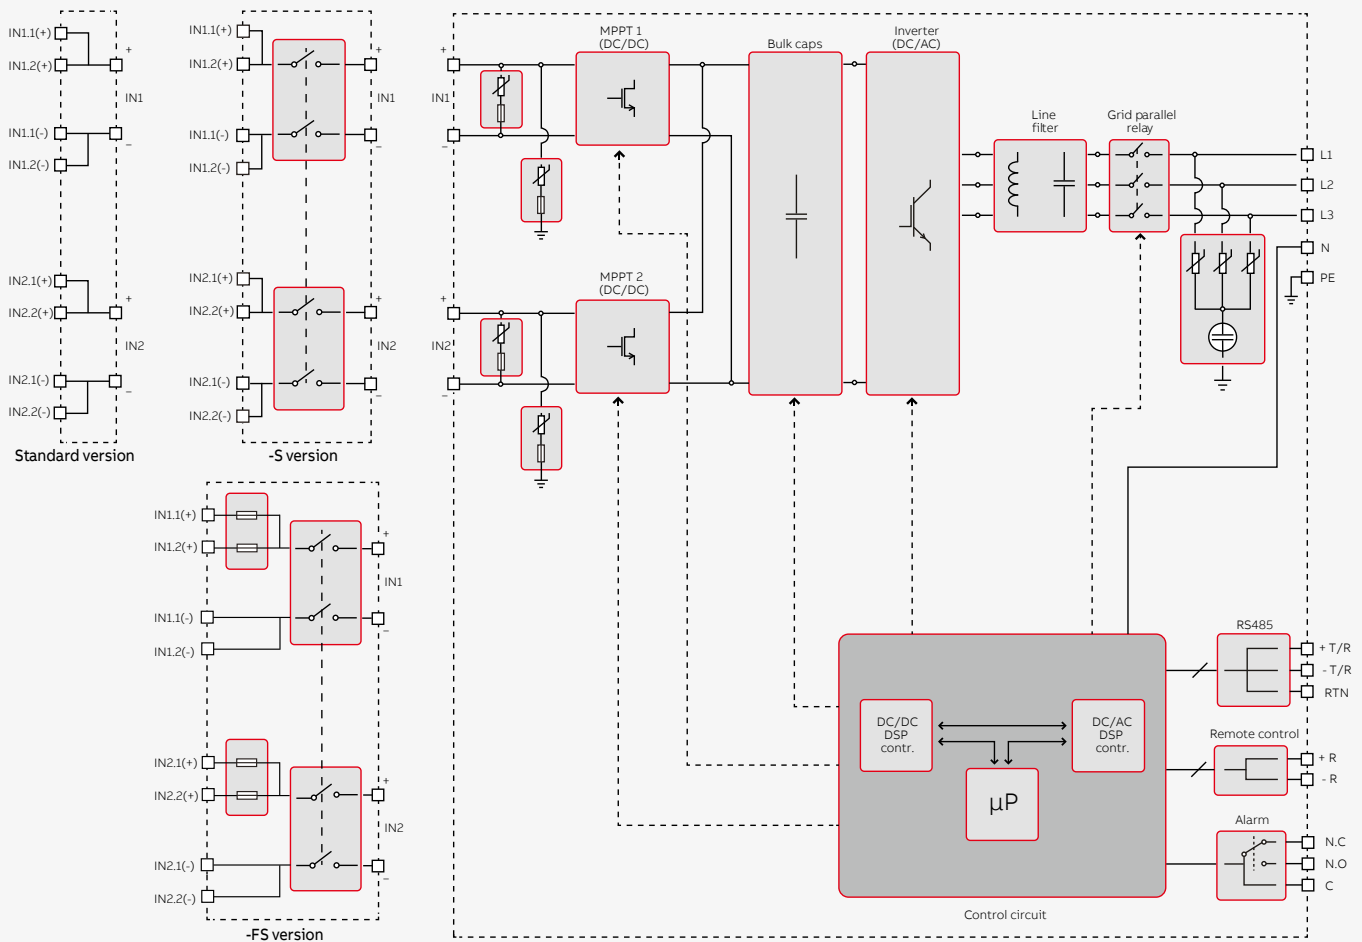 IN1.1(+)
IN1.2(+)
+
IN1
IN1.1(-)
–
IN1.2(-)
IN2.1(+)
+
IN2.2(+)
IN2
IN2.1(-)
–
IN2.2(-)
Standard version
IN1.1(+)
+
IN1.2(+)
IN1
IN1.1(-)
–
IN1.2(-)
IN2.1(+)
+
IN2.2(+)
IN2
IN2.1(-)
–
IN2.2(-)
-S version
IN1.1(+)
+
IN1.2(+)
IN1
IN1.1(-)
–
IN1.2(-)
IN2.1(+)
+
IN2.2(+)
IN2
IN2.1(-)
–
IN2.2(-)
-FS version
+
IN1
–
+
IN2
–
MPPT 1
(DC/DC)
MPPT 2
(DC/DC)
Bulk caps
Inverter
(DC/AC)
Line
filter
Grid parallel
relay
L1
L2
L3
N
PE
DC/DC
DSP
contr.
DC/AC
DSP
contr.
µP
Control circuit
RS485
+ T/R
- T/R
RTN
Remote control
+ R
- R
Alarm
N.C
N.O
C